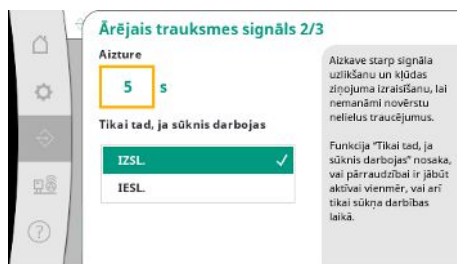 Ārējais trauksmes signāls 2/3
Aizture
5 s
Tikai tad, ja sūknis darbojas
IZSL.
IESL.
Aizkave starp signāla
uzlikšanu un kļūdas
ziņojuma izraisīšanu, lai
nemanāmi novērstu
nelielus traucējumus.
Funkcija "Tikai tad, ja
sūknis darbojas" nosaka,
vai pārraudzībai ir jābūt
aktīvai vienmēr, vai arī
tikai sūkņa darbības
laikā.